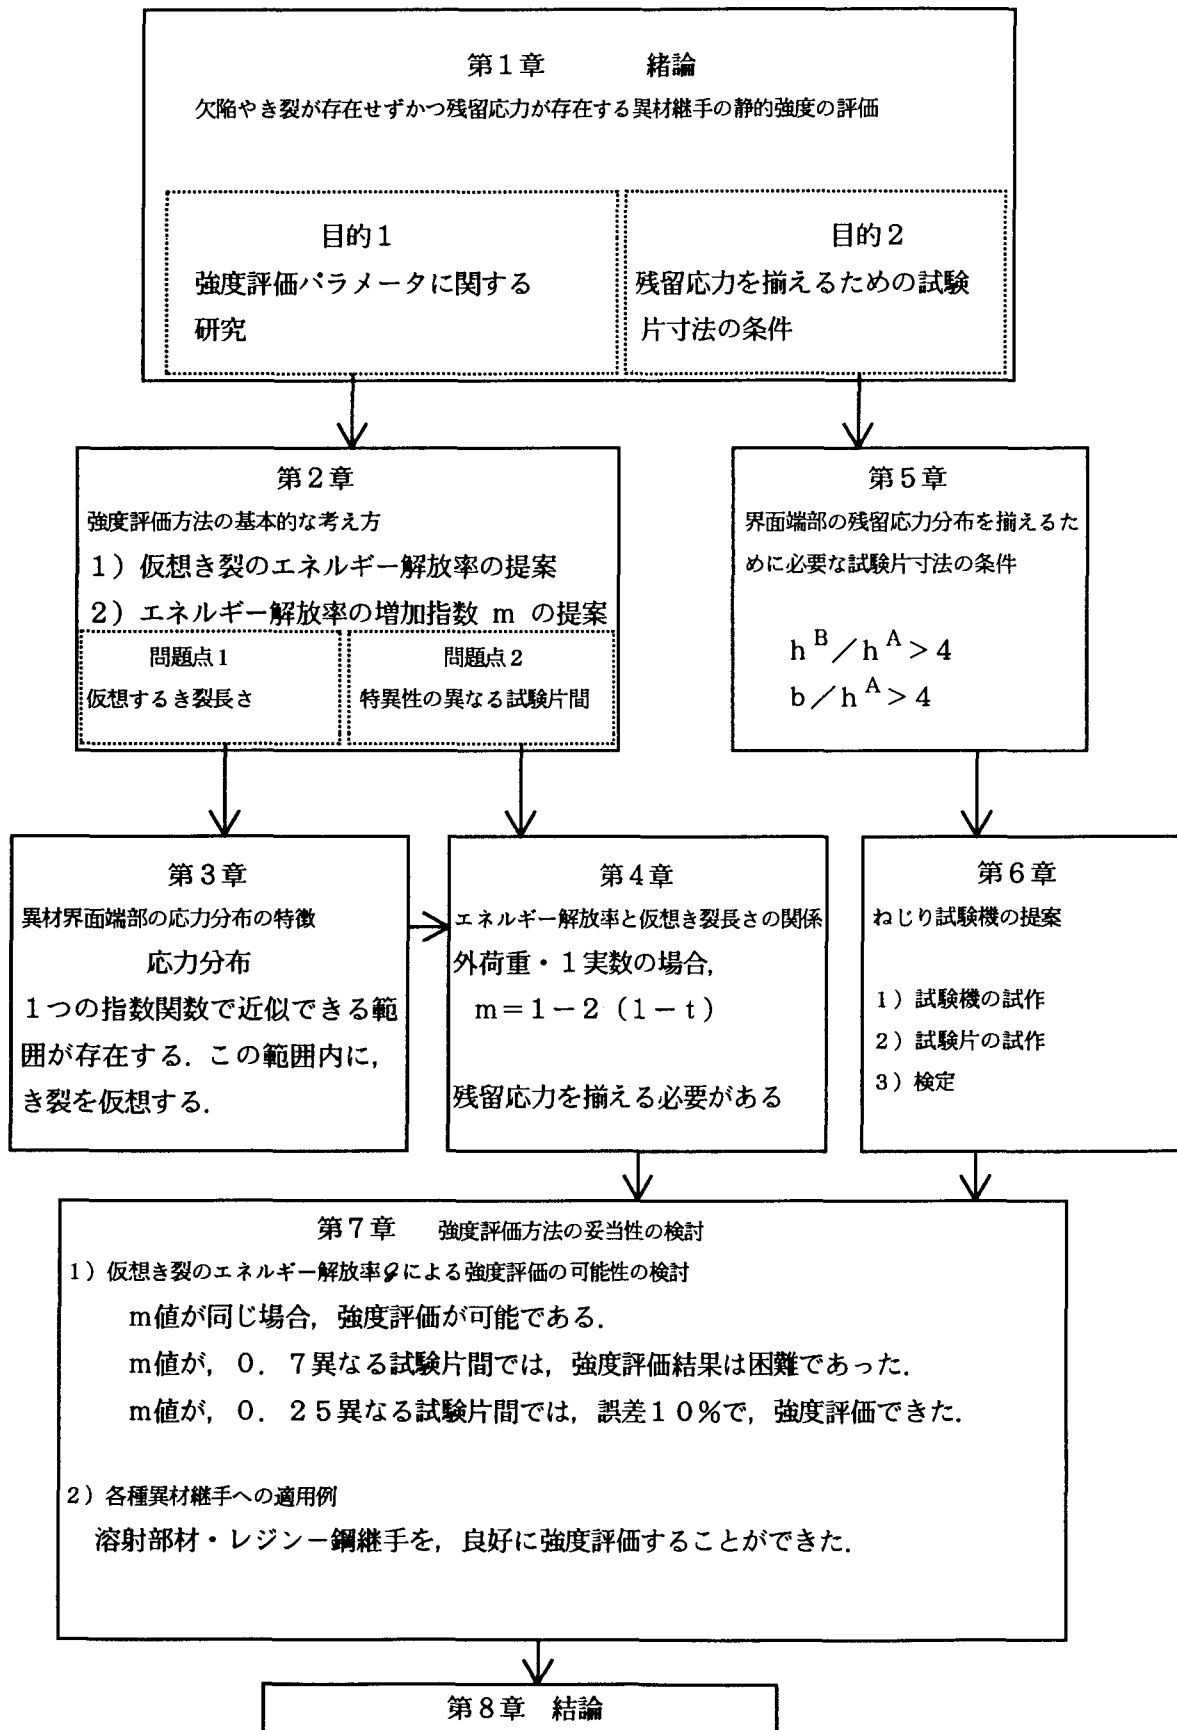 第1章 緒論
欠陥やき裂が存在せずかつ残留応力が存在する異材継手の静的強度の評価
目的1
強度評価パラメータに関する
研究
目的2
残留応力を揃えるための試験
片寸法の条件
第2章
強度評価方法の基本的な考え方
1）仮想き裂のエネルギー解放率の提案
2）エネルギー解放率の増加指数 m の提案
問題点1
仮想するき裂長さ
問題点2
特異性の異なる試験片間
第5章
界面端部の残留応力分布を揃えるた
めに必要な試験片寸法の条件
h^B／h^A＞4
b／h^A＞4
第3章
異材界面端部の応力分布の特徴
応力分布
1つの指数関数で近似できる範
囲が存在する．この範囲内に，
き裂を仮想する．
第4章
エネルギー解放率と仮想き裂長さの関係
外荷重・1実数の場合，
m＝1－2（1－t）
残留応力を揃える必要がある
第6章
ねじり試験機の提案
1）試験機の試作
2）試験片の試作
3）検定
第7章 強度評価方法の妥当性の検討
1）仮想き裂のエネルギー解放率𝒢による強度評価の可能性の検討
m値が同じ場合，強度評価が可能である．
m値が，0．7異なる試験片間では，強度評価結果は困難であった．
m値が，0．25異なる試験片間では，誤差10％で，強度評価できた．
2）各種異材継手への適用例
溶射部材・レジン－鋼継手を，良好に強度評価することができた．
第8章 結論